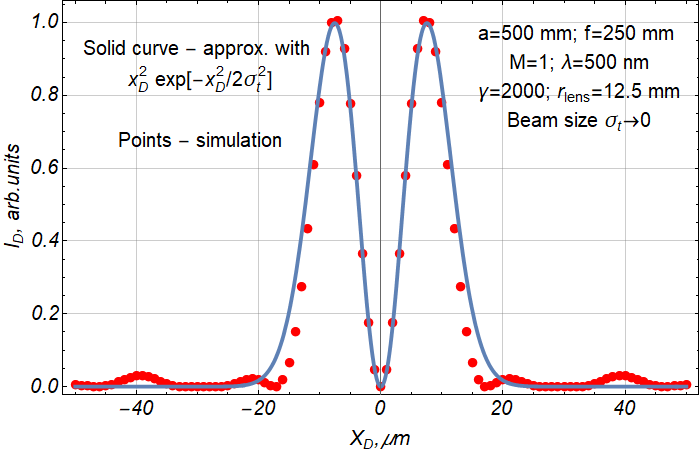 Solid curve – approx. with
x_D^2 exp[−x_D^2/2σ_t^2]
Points – simulation
a=500 mm; f=250 mm
M=1; λ=500 nm
γ=2000; r_lens=12.5 mm
Beam size σ_t→0
I_D, arb.units
1.0
0.8
0.6
0.4
0.2
0.0
−40
−20
0
20
40
X_D, μm